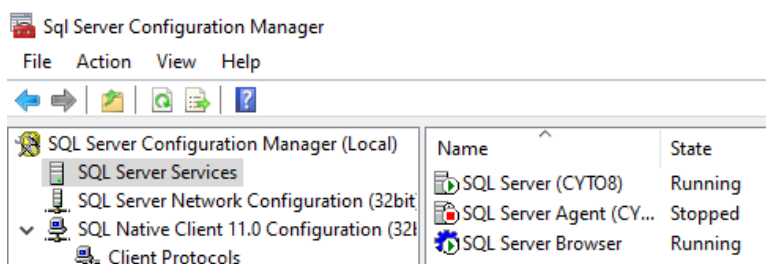 Sql Server Configuration Manager
File Action View Help
SQL Server Configuration Manager (Local)
SQL Server Services
SQL Server Network Configuration (32bit
SQL Native Client 11.0 Configuration (32b
Client Protocols
Name State
SQL Server (CYTO8) Running
SQL Server Agent (CY... Stopped
SQL Server Browser Running